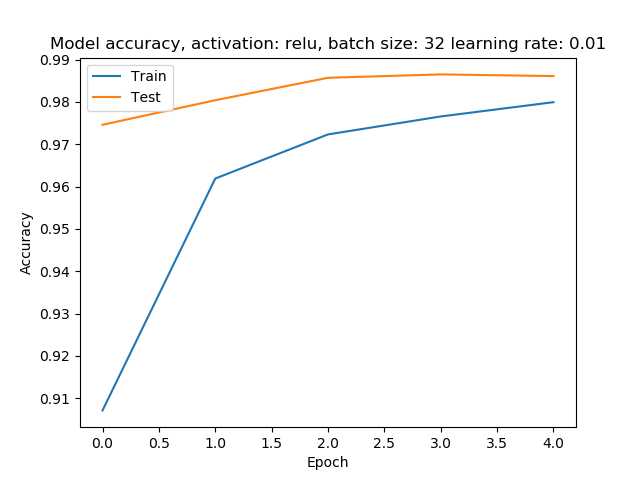 Model accuracy, activation: relu, batch size: 32 learning rate: 0.01
Train
Test
Accuracy
0.99
0.98
0.97
0.96
0.95
0.94
0.93
0.92
0.91
0.0 0.5 1.0 1.5 2.0 2.5 3.0 3.5 4.0
Epoch